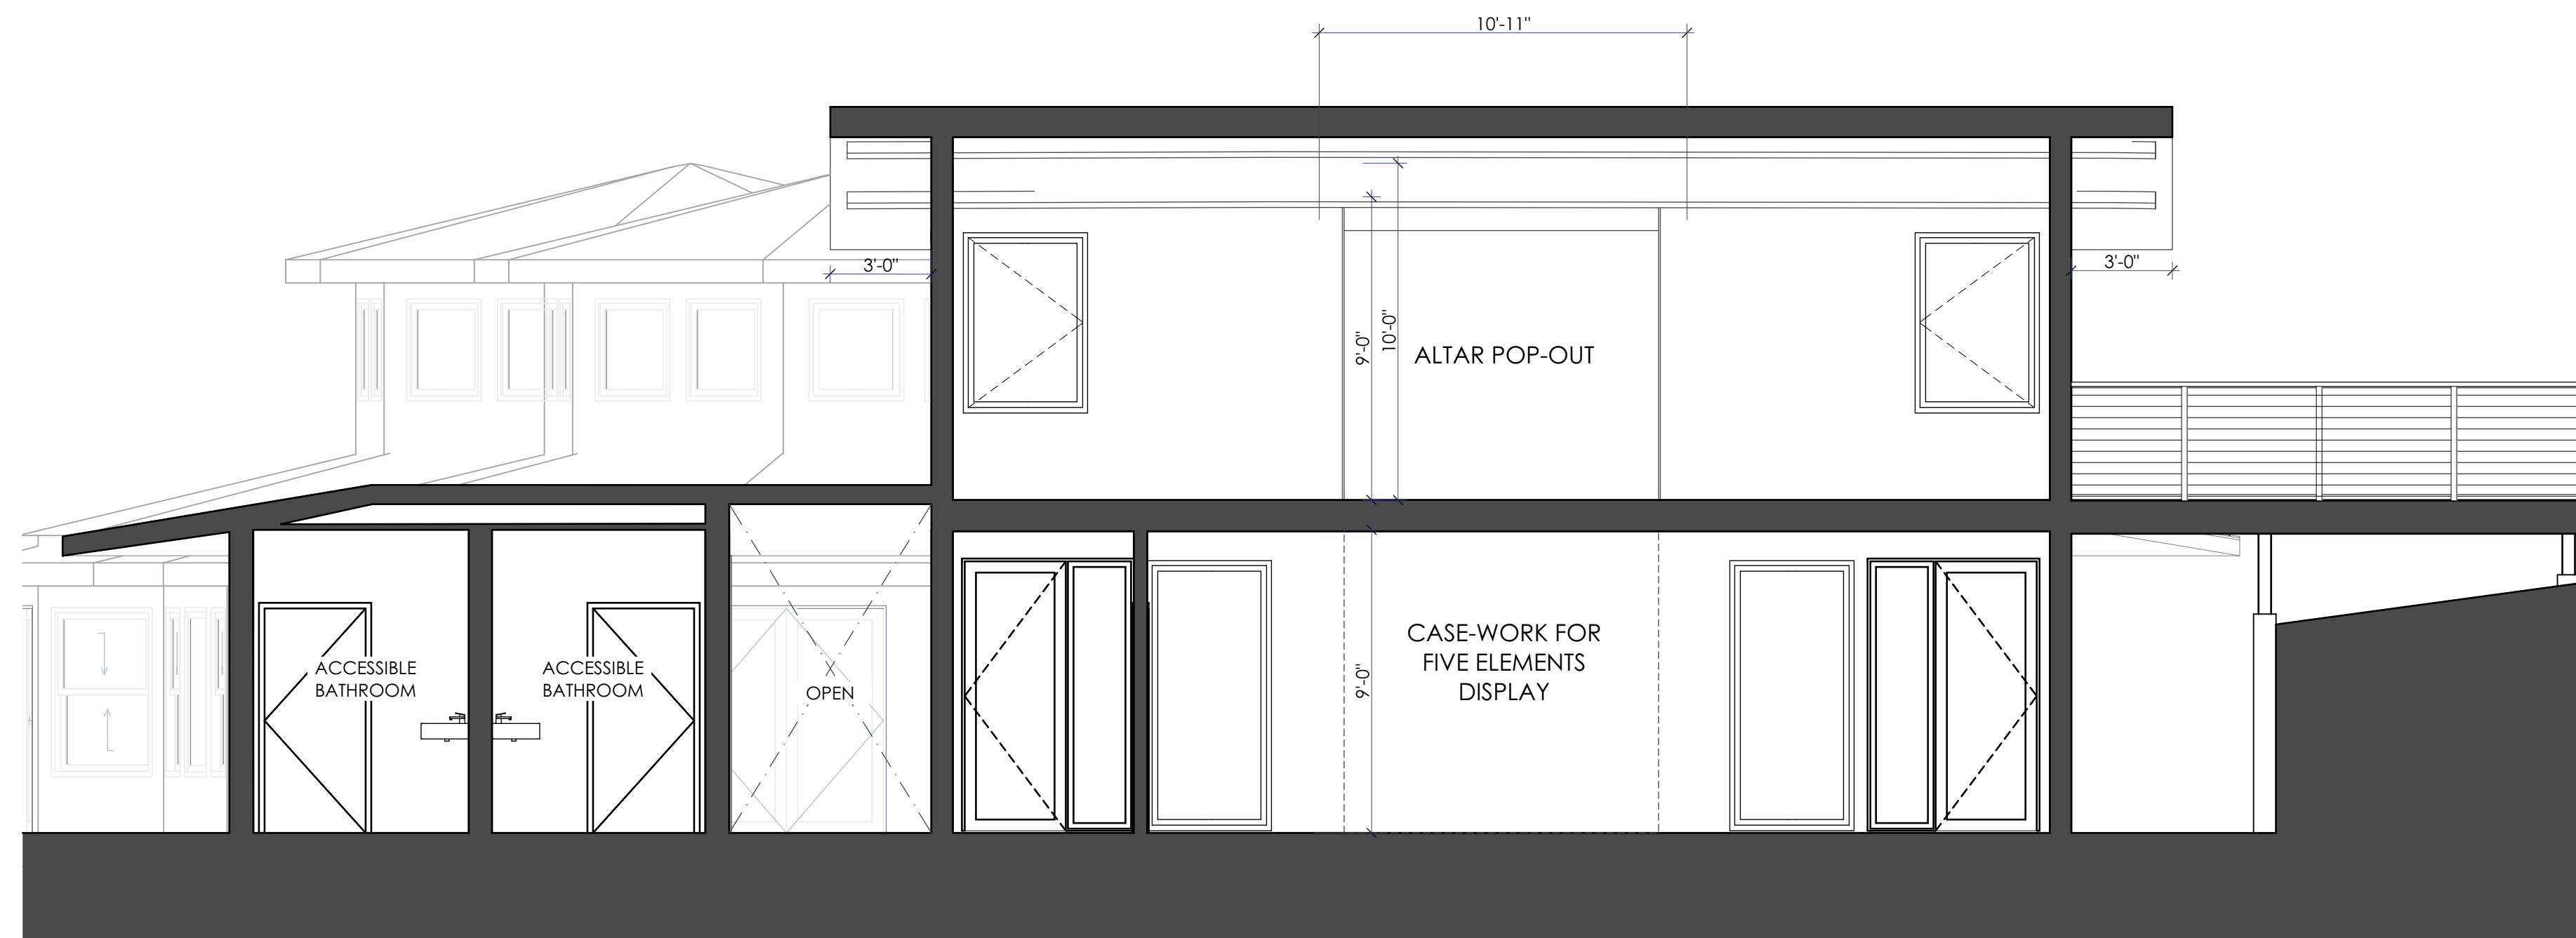 10'-11"
3'-0"
3'-0"
9'-0"
10'-0"
ALTAR POP-OUT
CASE-WORK FOR
FIVE ELEMENTS
DISPLAY
9'-0"
ACCESSIBLE
BATHROOM
ACCESSIBLE
BATHROOM
X
OPEN